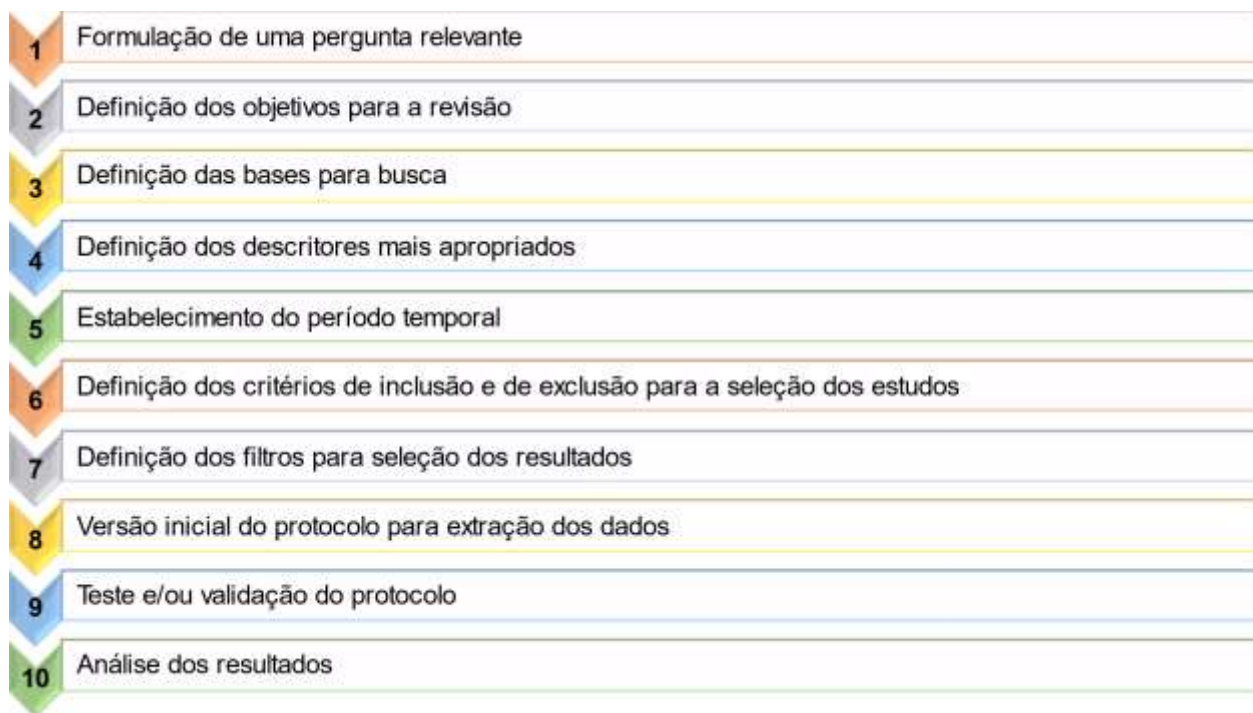 1 Formulação de uma pergunta relevante
2 Definição dos objetivos para a revisão
3 Definição das bases para busca
4 Definição dos descritores mais apropriados
5 Estabelecimento do período temporal
6 Definição dos critérios de inclusão e de exclusão para a seleção dos estudos
7 Definição dos filtros para seleção dos resultados
8 Versão inicial do protocolo para extração dos dados
9 Teste e/ou validação do protocolo
10 Análise dos resultados